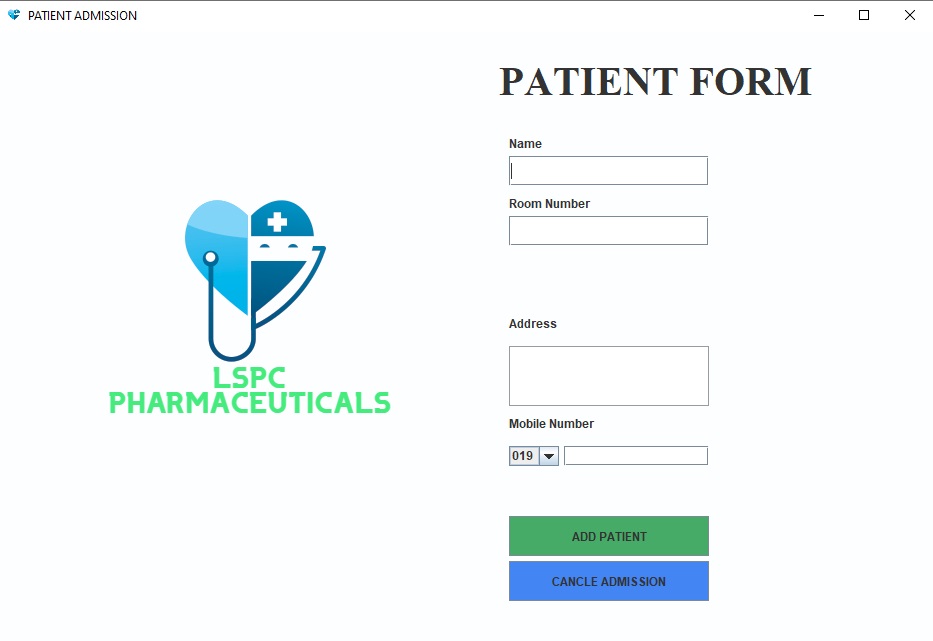 PATIENT ADMISSION
PATIENT FORM
Name
Room Number
Address
Mobile Number
019
LSPC
PHARMACEUTICALS
ADD PATIENT
CANCLE ADMISSION